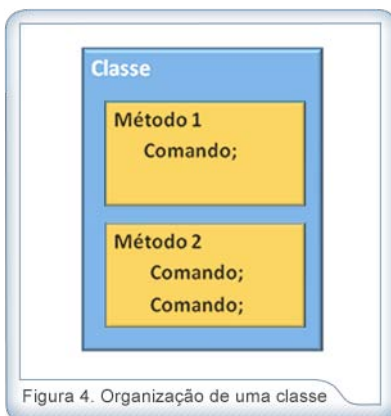 Classe
Método 1
Comando;
Método 2
Comando;
Comando;
Figura 4. Organização de uma classe